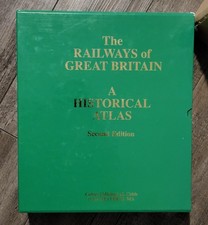 The
RAILWAYS of
GREAT BRITAIN
A
HISTORICAL
ATLAS
Second Edition